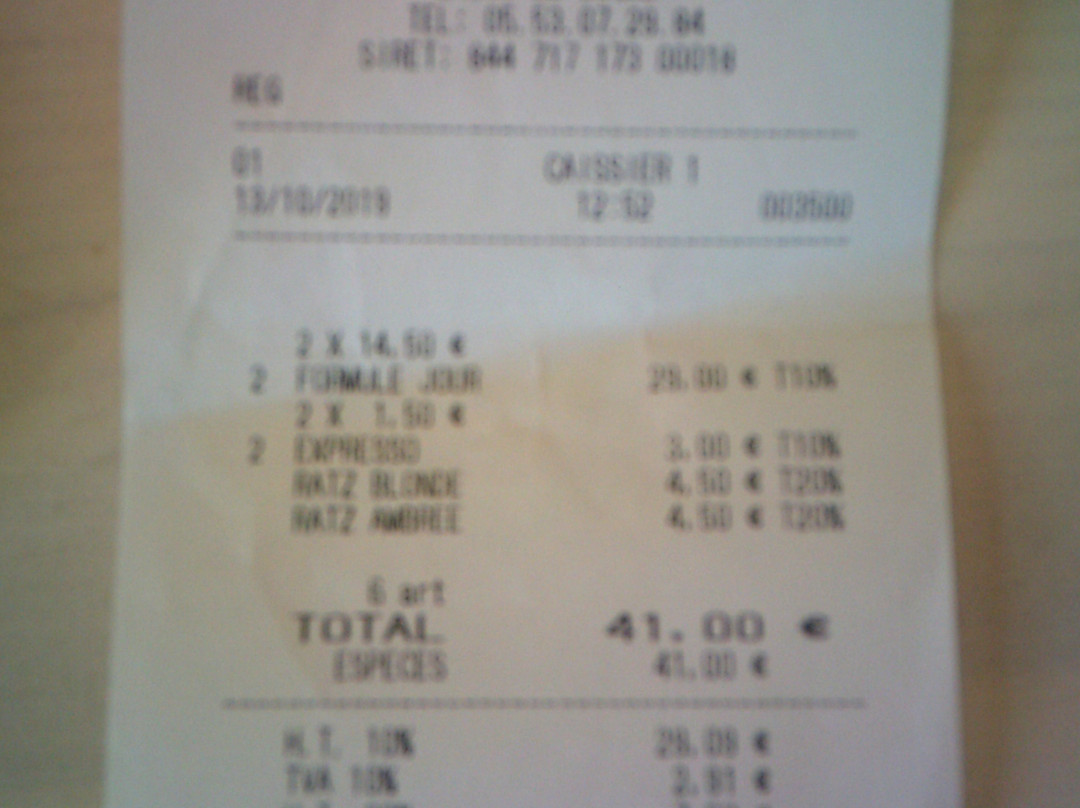 TEL: 05.53.07.29.84
SIRET: 844 717 173 00018
REG
01 CAISSIER 1
13/10/2019 12:52 003500
2 X 14.50 €
2 FORMULE JOUR 29.00 € T10%
2 X 1.50 €
2 EXPRESSO 3.00 € T10%
RATZ BLONDE 4.50 € T20%
RATZ AMBREE 4.50 € T20%
6 art
TOTAL 41.00 €
ESPECES 41.00 €
H.T. 10% 29.09 €
TVA 10% 2.91 €